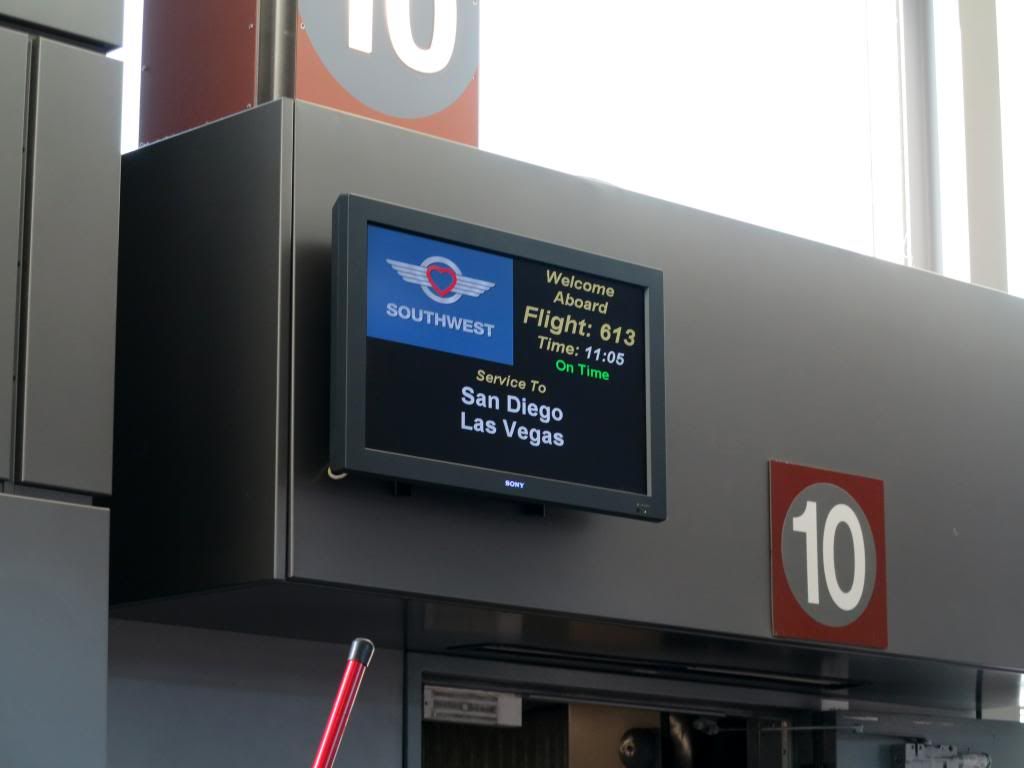 10
SOUTHWEST
Welcome
Aboard
Flight: 613
Time: 11:05
On Time
Service To
San Diego
Las Vegas
SONY
10